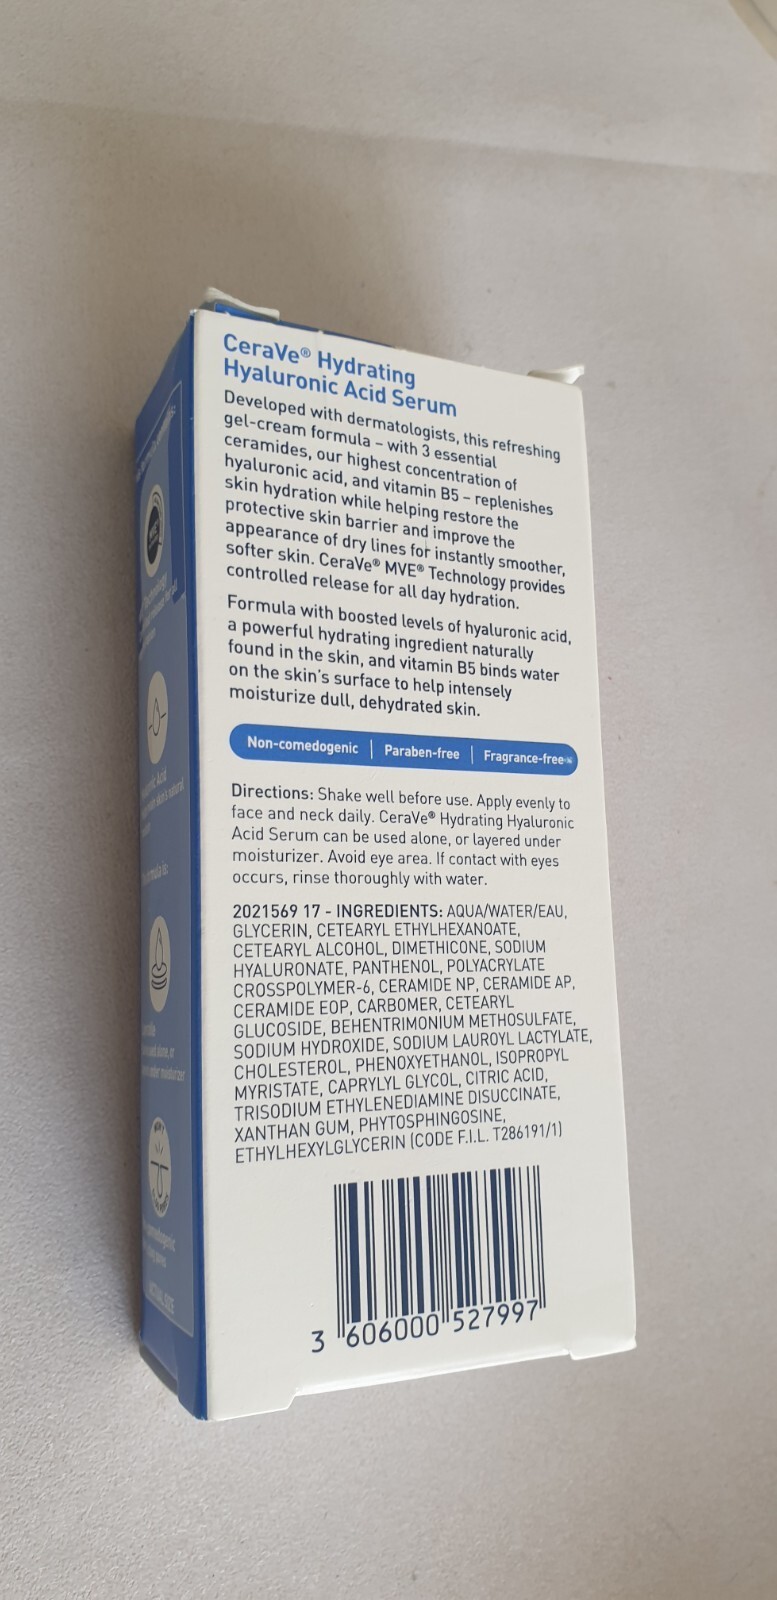 CeraVe® Hydrating
Hyaluronic Acid Serum
Developed with dermatologists, this refreshing
gel-cream formula – with 3 essential
ceramides, our highest concentration of
hyaluronic acid, and vitamin B5 – replenishes
skin hydration while helping restore the
protective skin barrier and improve the
appearance of dry lines for instantly smoother,
softer skin. CeraVe® MVE® Technology provides
controlled release for all day hydration.
Formula with boosted levels of hyaluronic acid,
a powerful hydrating ingredient naturally
found in the skin, and vitamin B5 binds water
on the skin's surface to help intensely
moisturize dull, dehydrated skin.
Non-comedogenic | Paraben-free | Fragrance-free
Directions: Shake well before use. Apply evenly to
face and neck daily. CeraVe® Hydrating Hyaluronic
Acid Serum can be used alone, or layered under
moisturizer. Avoid eye area. If contact with eyes
occurs, rinse thoroughly with water.
2021569 17 - INGREDIENTS: AQUA/WATER/EAU,
GLYCERIN, CETEARYL ETHYLHEXANOATE,
CETEARYL ALCOHOL, DIMETHICONE, SODIUM
HYALURONATE, PANTHENOL, POLYACRYLATE
CROSSPOLYMER-6, CERAMIDE NP, CERAMIDE AP,
CERAMIDE EOP, CARBOMER, CETEARYL
GLUCOSIDE, BEHENTRIMONIUM METHOSULFATE,
SODIUM HYDROXIDE, SODIUM LAUROYL LACTYLATE,
CHOLESTEROL, PHENOXYETHANOL, ISOPROPYL
MYRISTATE, CAPRYLYL GLYCOL, CITRIC ACID,
TRISODIUM ETHYLENEDIAMINE DISUCCINATE,
XANTHAN GUM, PHYTOSPHINGOSINE,
ETHYLHEXYLGLYCERIN (CODE F.I.L. T286191/1)
3 606000 527997
Acid
moisturizer
ACTUAL SIZE